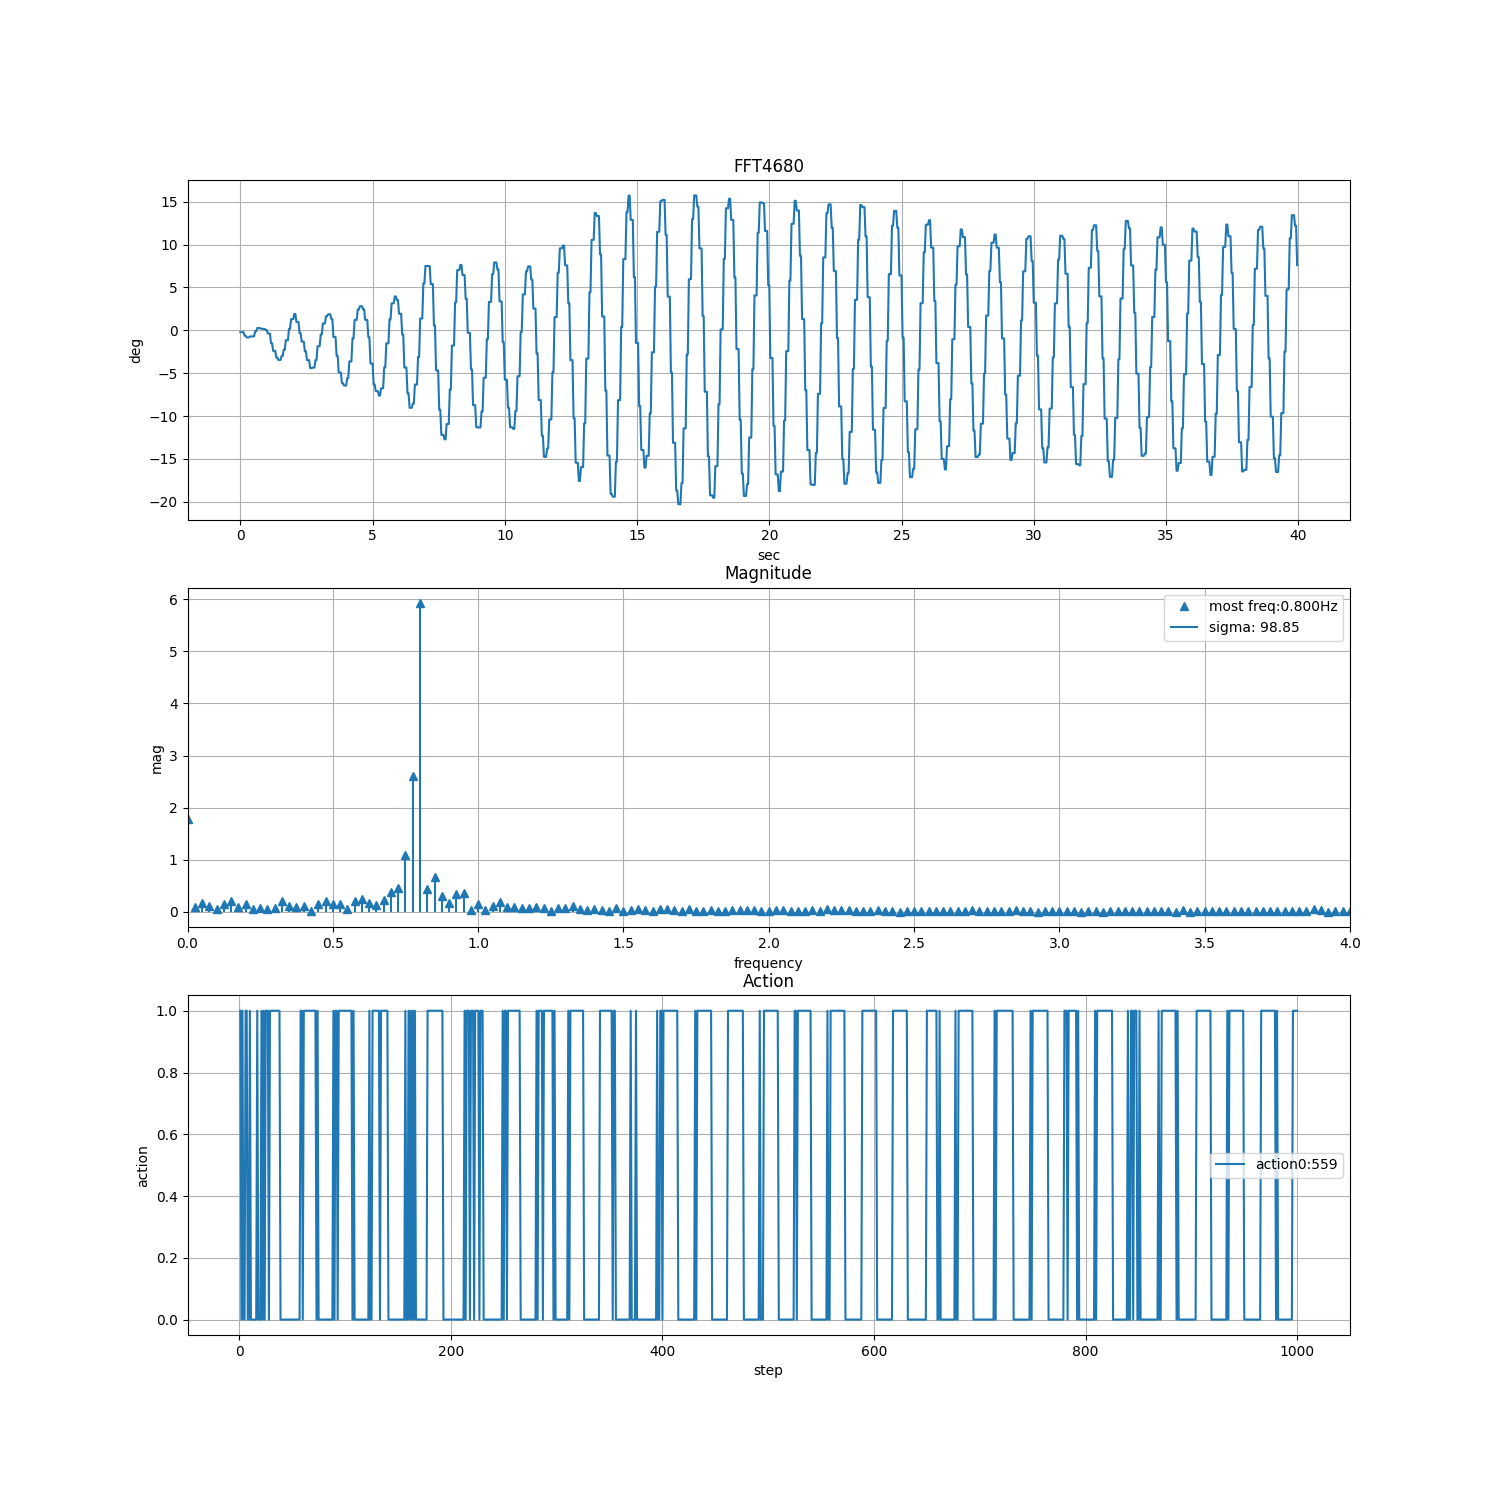 FFT4680
15
10
5
0
−5
−10
−15
−20
deg
0 5 10 15 20 25 30 35 40
sec
Magnitude
6
5
4
3
2
1
0
mag
most freq:0.800Hz
sigma: 98.85
0.0 0.5 1.0 1.5 2.0 2.5 3.0 3.5 4.0
frequency
Action
1.0
0.8
0.6
0.4
0.2
0.0
action
action0:559
0 200 400 600 800 1000
step